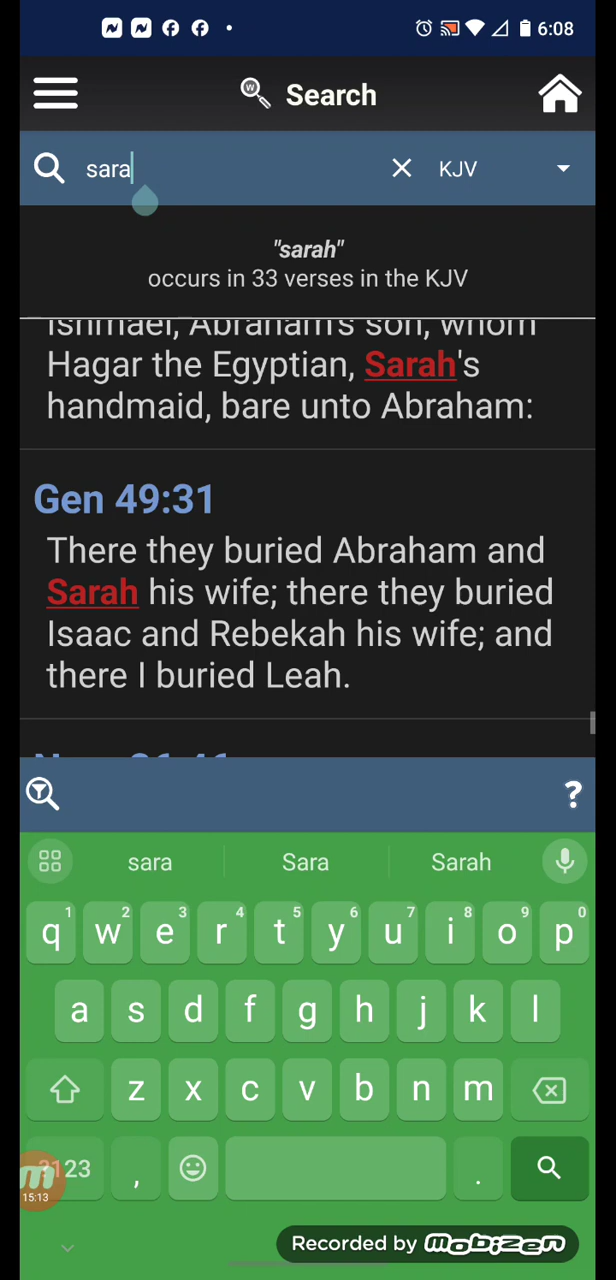 6:08
Search
sara
KJV
"sarah"
occurs in 33 verses in the KJV
Ishmael, Abraham's son, whom
Hagar the Egyptian, Sarah's
handmaid, bare unto Abraham:
Gen 49:31
There they buried Abraham and
Sarah his wife; there they buried
Isaac and Rebekah his wife; and
there I buried Leah.
?
sara Sara Sarah
1 2 3 4 5 6 7 8 9 0
q w e r t y u i o p
a s d f g h j k l
z x c v b n m
?123 , .
15:13
Recorded by mobizen